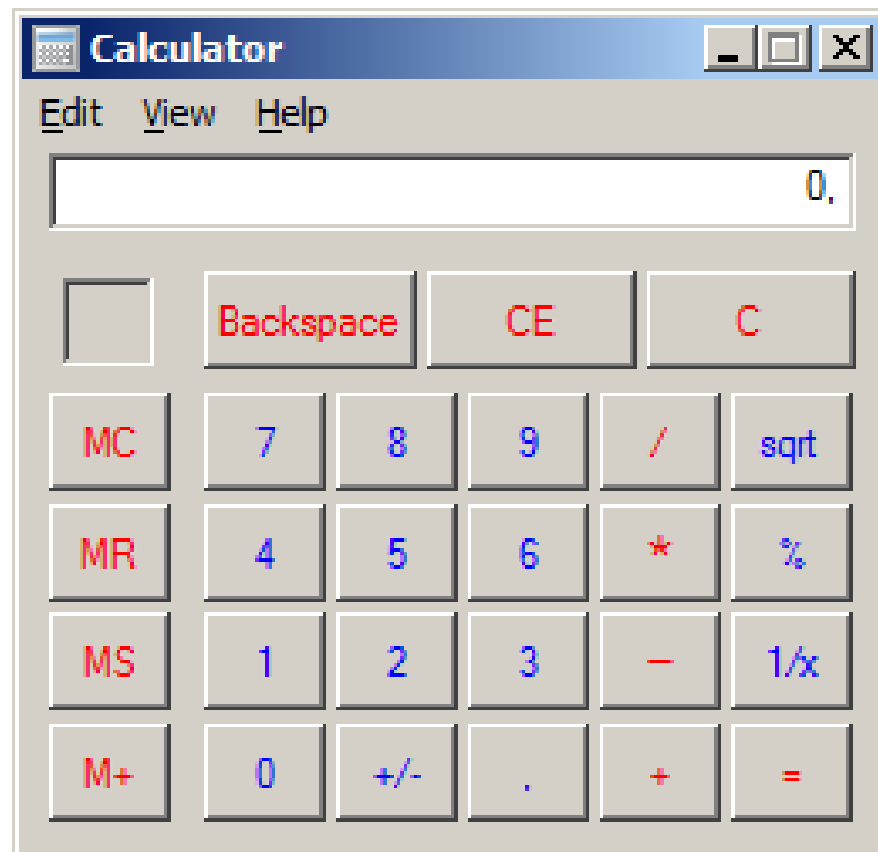 Calculator
Edit View Help
0,
Backspace CE C
MC 7 8 9 / sqrt
MR 4 5 6 * %
MS 1 2 3 − 1/x
M+ 0 +/- , + =